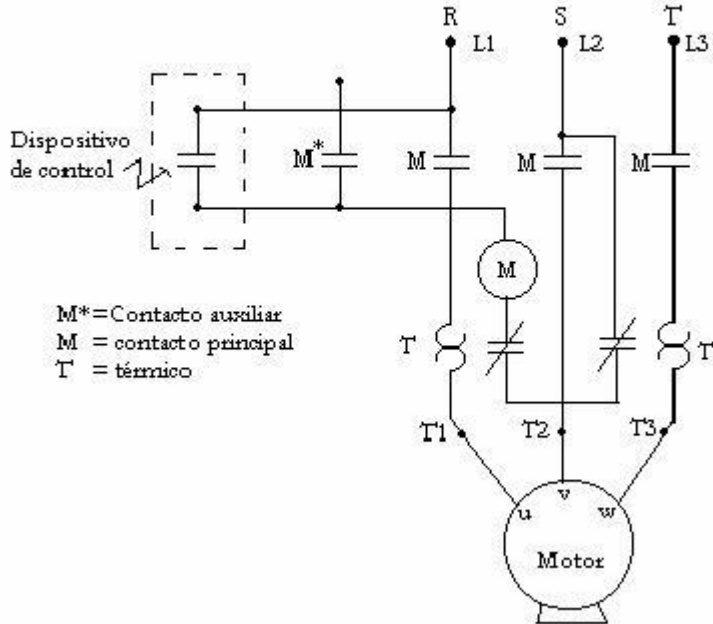 R S T
L1 L2 L3
Dispositivo
de control
M* M M M
M
M* = Contacto auxiliar
M = contacto principal
T = térmico
T T
T1 T2 T3
u v w
Motor